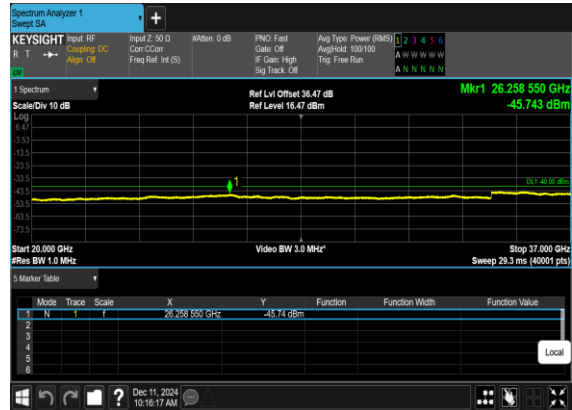 Spectrum Analyzer 1
Swept SA
+
KEYSIGHT
R T
Input: RF
Coupling: DC
Align: Off
Input Z: 50 Ω
Corr CCorr
Freq Ref: Int (S)
#Atten: 0 dB
PNO: Fast
Gate: Off
IF Gain: High
Sig Track: Off
Avg Type: Power (RMS)
Avg|Hold: 100/100
Trig: Free Run
1 2 3 4 5 6
A W W W W W
A N N N N N
1 Spectrum
Scale/Div 10 dB
Ref Lvl Offset 36.47 dB
Ref Level 16.47 dBm
Mkr1 26.258 550 GHz
-45.743 dBm
Log
6.47
-3.53
-13.5
-23.5
-33.5
-43.5
-53.5
-63.5
-73.5
1
DL1 -40.00 dBm
Start 20.000 GHz
#Res BW 1.0 MHz
Video BW 3.0 MHz*
Stop 37.000 GHz
Sweep 29.3 ms (40001 pts)
5 Marker Table
Mode Trace Scale X Y Function Function Width Function Value
1 N 1 f 26.258 550 GHz -45.74 dBm
2
3
4
5
6
Local
?
Dec 11, 2024
10:16:17 AM